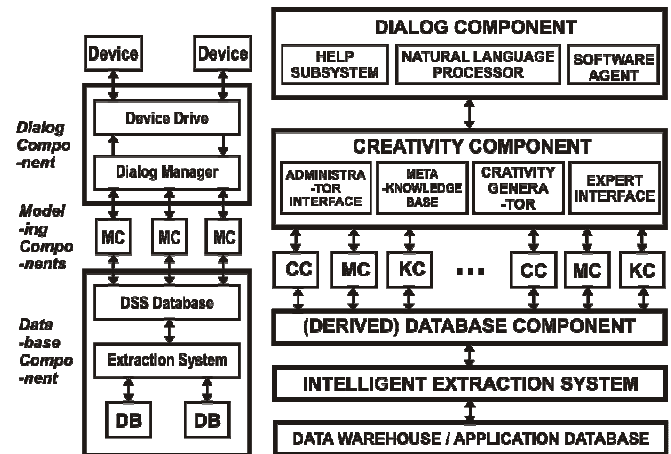 Device
Device
Dialog
Compo
-nent
Device Drive
Dialog Manager
Model
-ing
Compo
-nents
MC
MC
MC
Data
-base
Compo
-nent
DSS Database
Extraction System
DB
DB
DIALOG COMPONENT
HELP
SUBSYSTEM
NATURAL LANGUAGE
PROCESSOR
SOFTWARE
AGENT
CREATIVITY COMPONENT
ADMINISTRA
-TOR
INTERFACE
META
-KNOWLEDGE
BASE
CRATIVITY
GENERA
-TOR
EXPERT
INTERFACE
CC
MC
KC
...
CC
MC
KC
(DERIVED) DATABASE COMPONENT
INTELLIGENT EXTRACTION SYSTEM
DATA WAREHOUSE / APPLICATION DATABASE